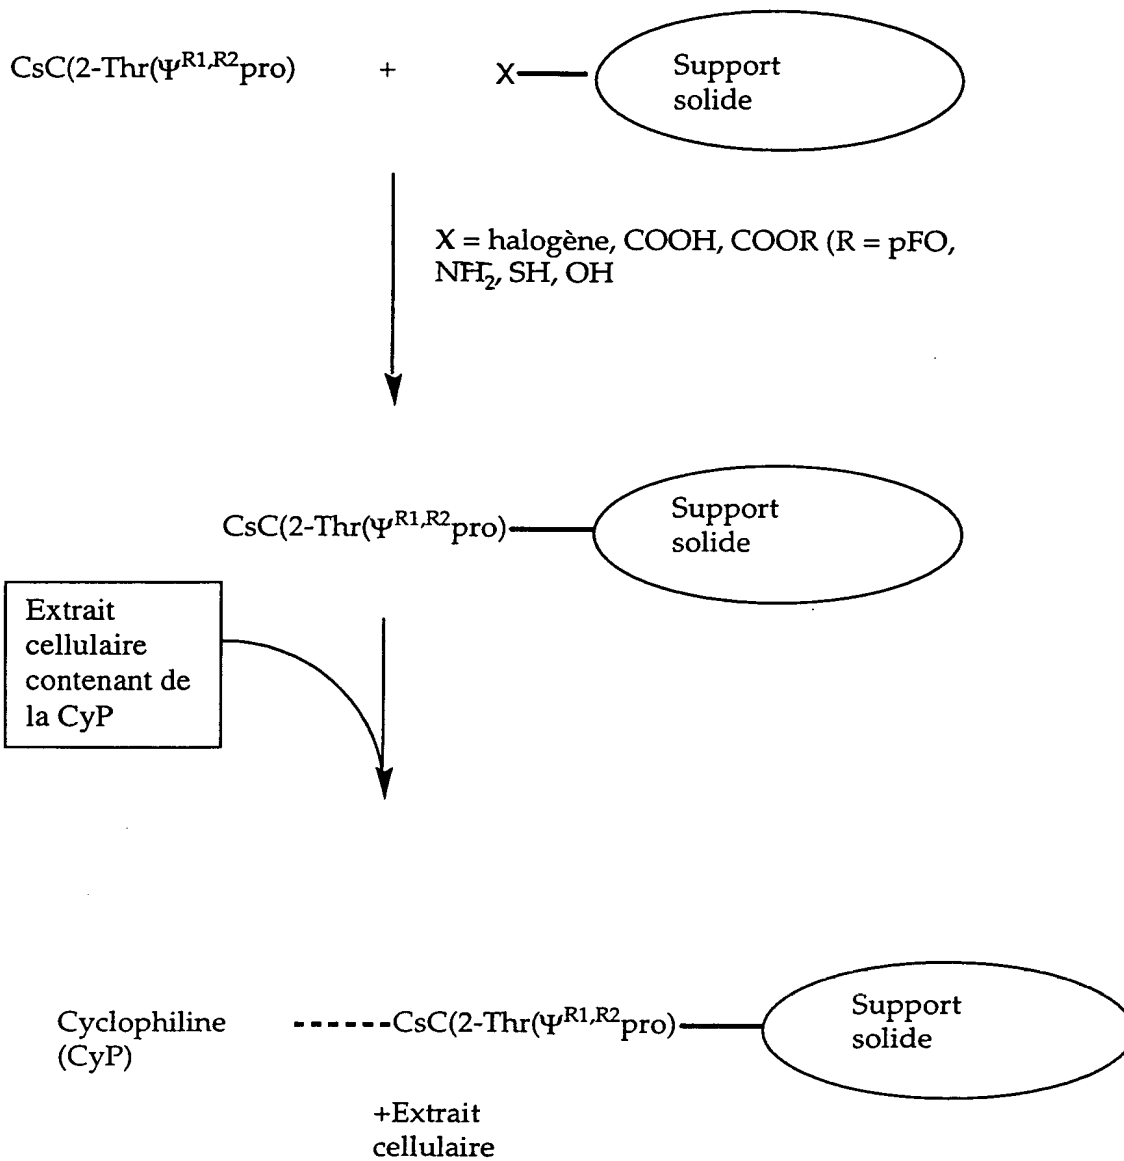 CsC(2-Thr(Ψ^R1,R2pro) + X Support
solide
X = halogène, COOH, COOR (R = pFO,
NH₂, SH, OH
CsC(2-Thr(Ψ^R1,R2pro) Support
solide
Extrait
cellulaire
contenant de
la CyP
Cyclophiline
(CyP)
CsC(2-Thr(Ψ^R1,R2pro)
Support
solide
+Extrait
cellulaire